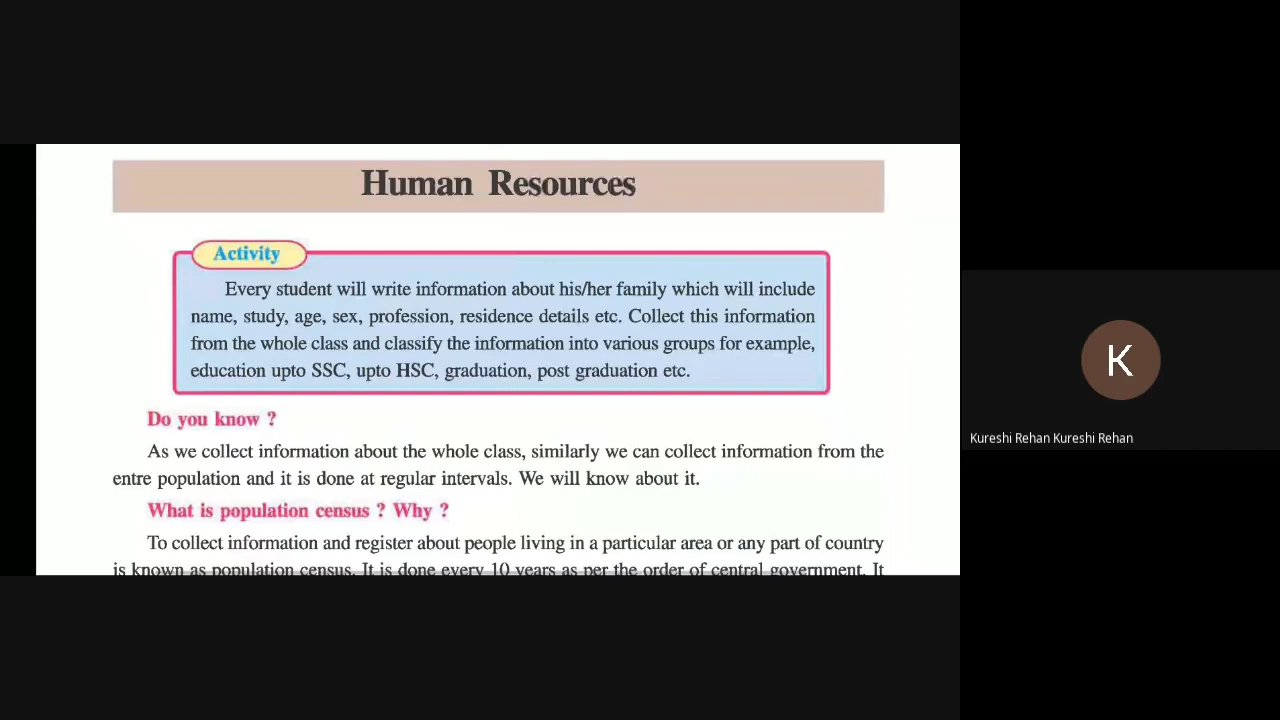 Human Resources
Activity
Every student will write information about his/her family which will include
name, study, age, sex, profession, residence details etc. Collect this information
from the whole class and classify the information into various groups for example,
education upto SSC, upto HSC, graduation, post graduation etc.
Do you know ?
As we collect information about the whole class, similarly we can collect information from the
entre population and it is done at regular intervals. We will know about it.
What is population census ? Why ?
To collect information and register about people living in a particular area or any part of country
is known as population census. It is done every 10 years as per the order of central government. It
K
Kureshi Rehan Kureshi Rehan